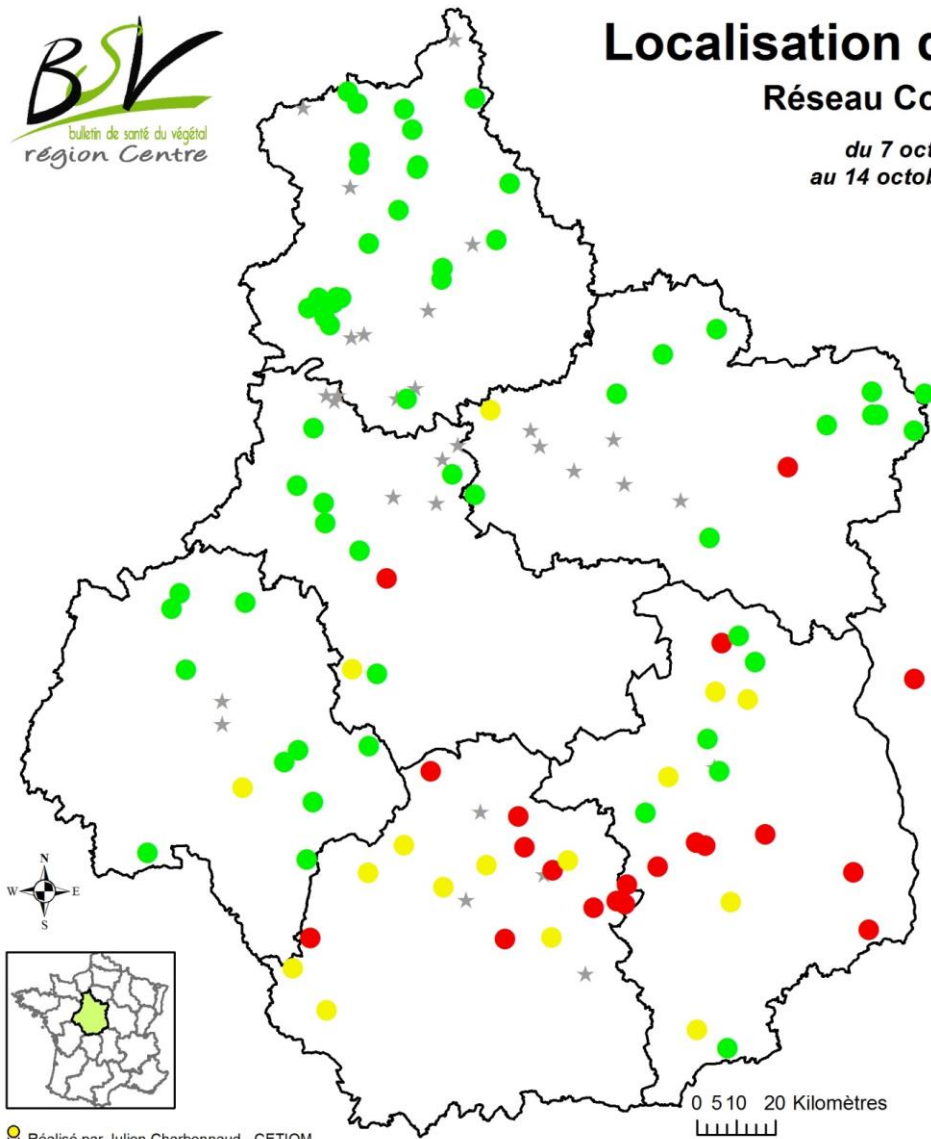 BSV
bulletin de santé du végétal
région Centre
Localisation d
Réseau Co
du 7 oct
au 14 octob
N
W E
S
0 5 10 20 Kilomètres
Réalisé par Julien Charbonnaud - CETIOM